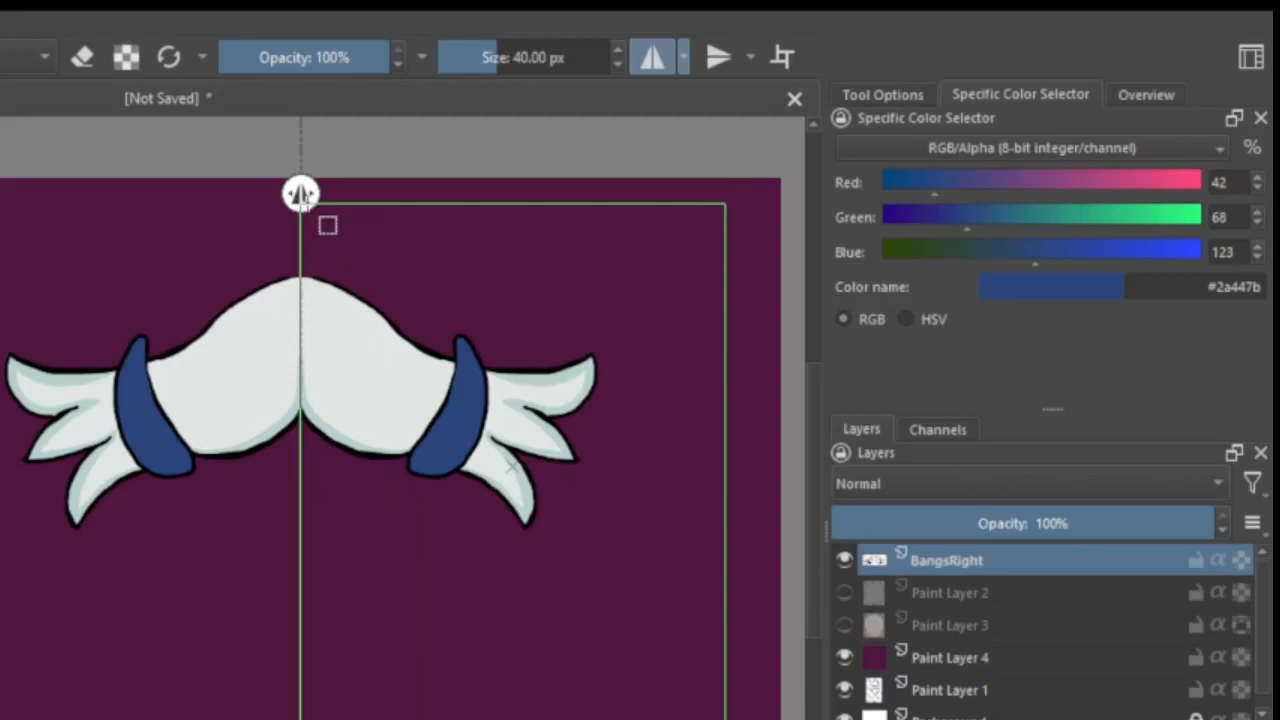 Opacity: 100%
Size: 40.00 px
[Not Saved] *
Tool Options
Specific Color Selector
Overview
Specific Color Selector
RGB/Alpha (8-bit integer/channel)
%
Red:
42
Green:
68
Blue:
123
Color name:
#2a447b
RGB
HSV
Layers
Channels
Layers
Normal
Opacity: 100%
BangsRight
Paint Layer 2
Paint Layer 3
Paint Layer 4
Paint Layer 1